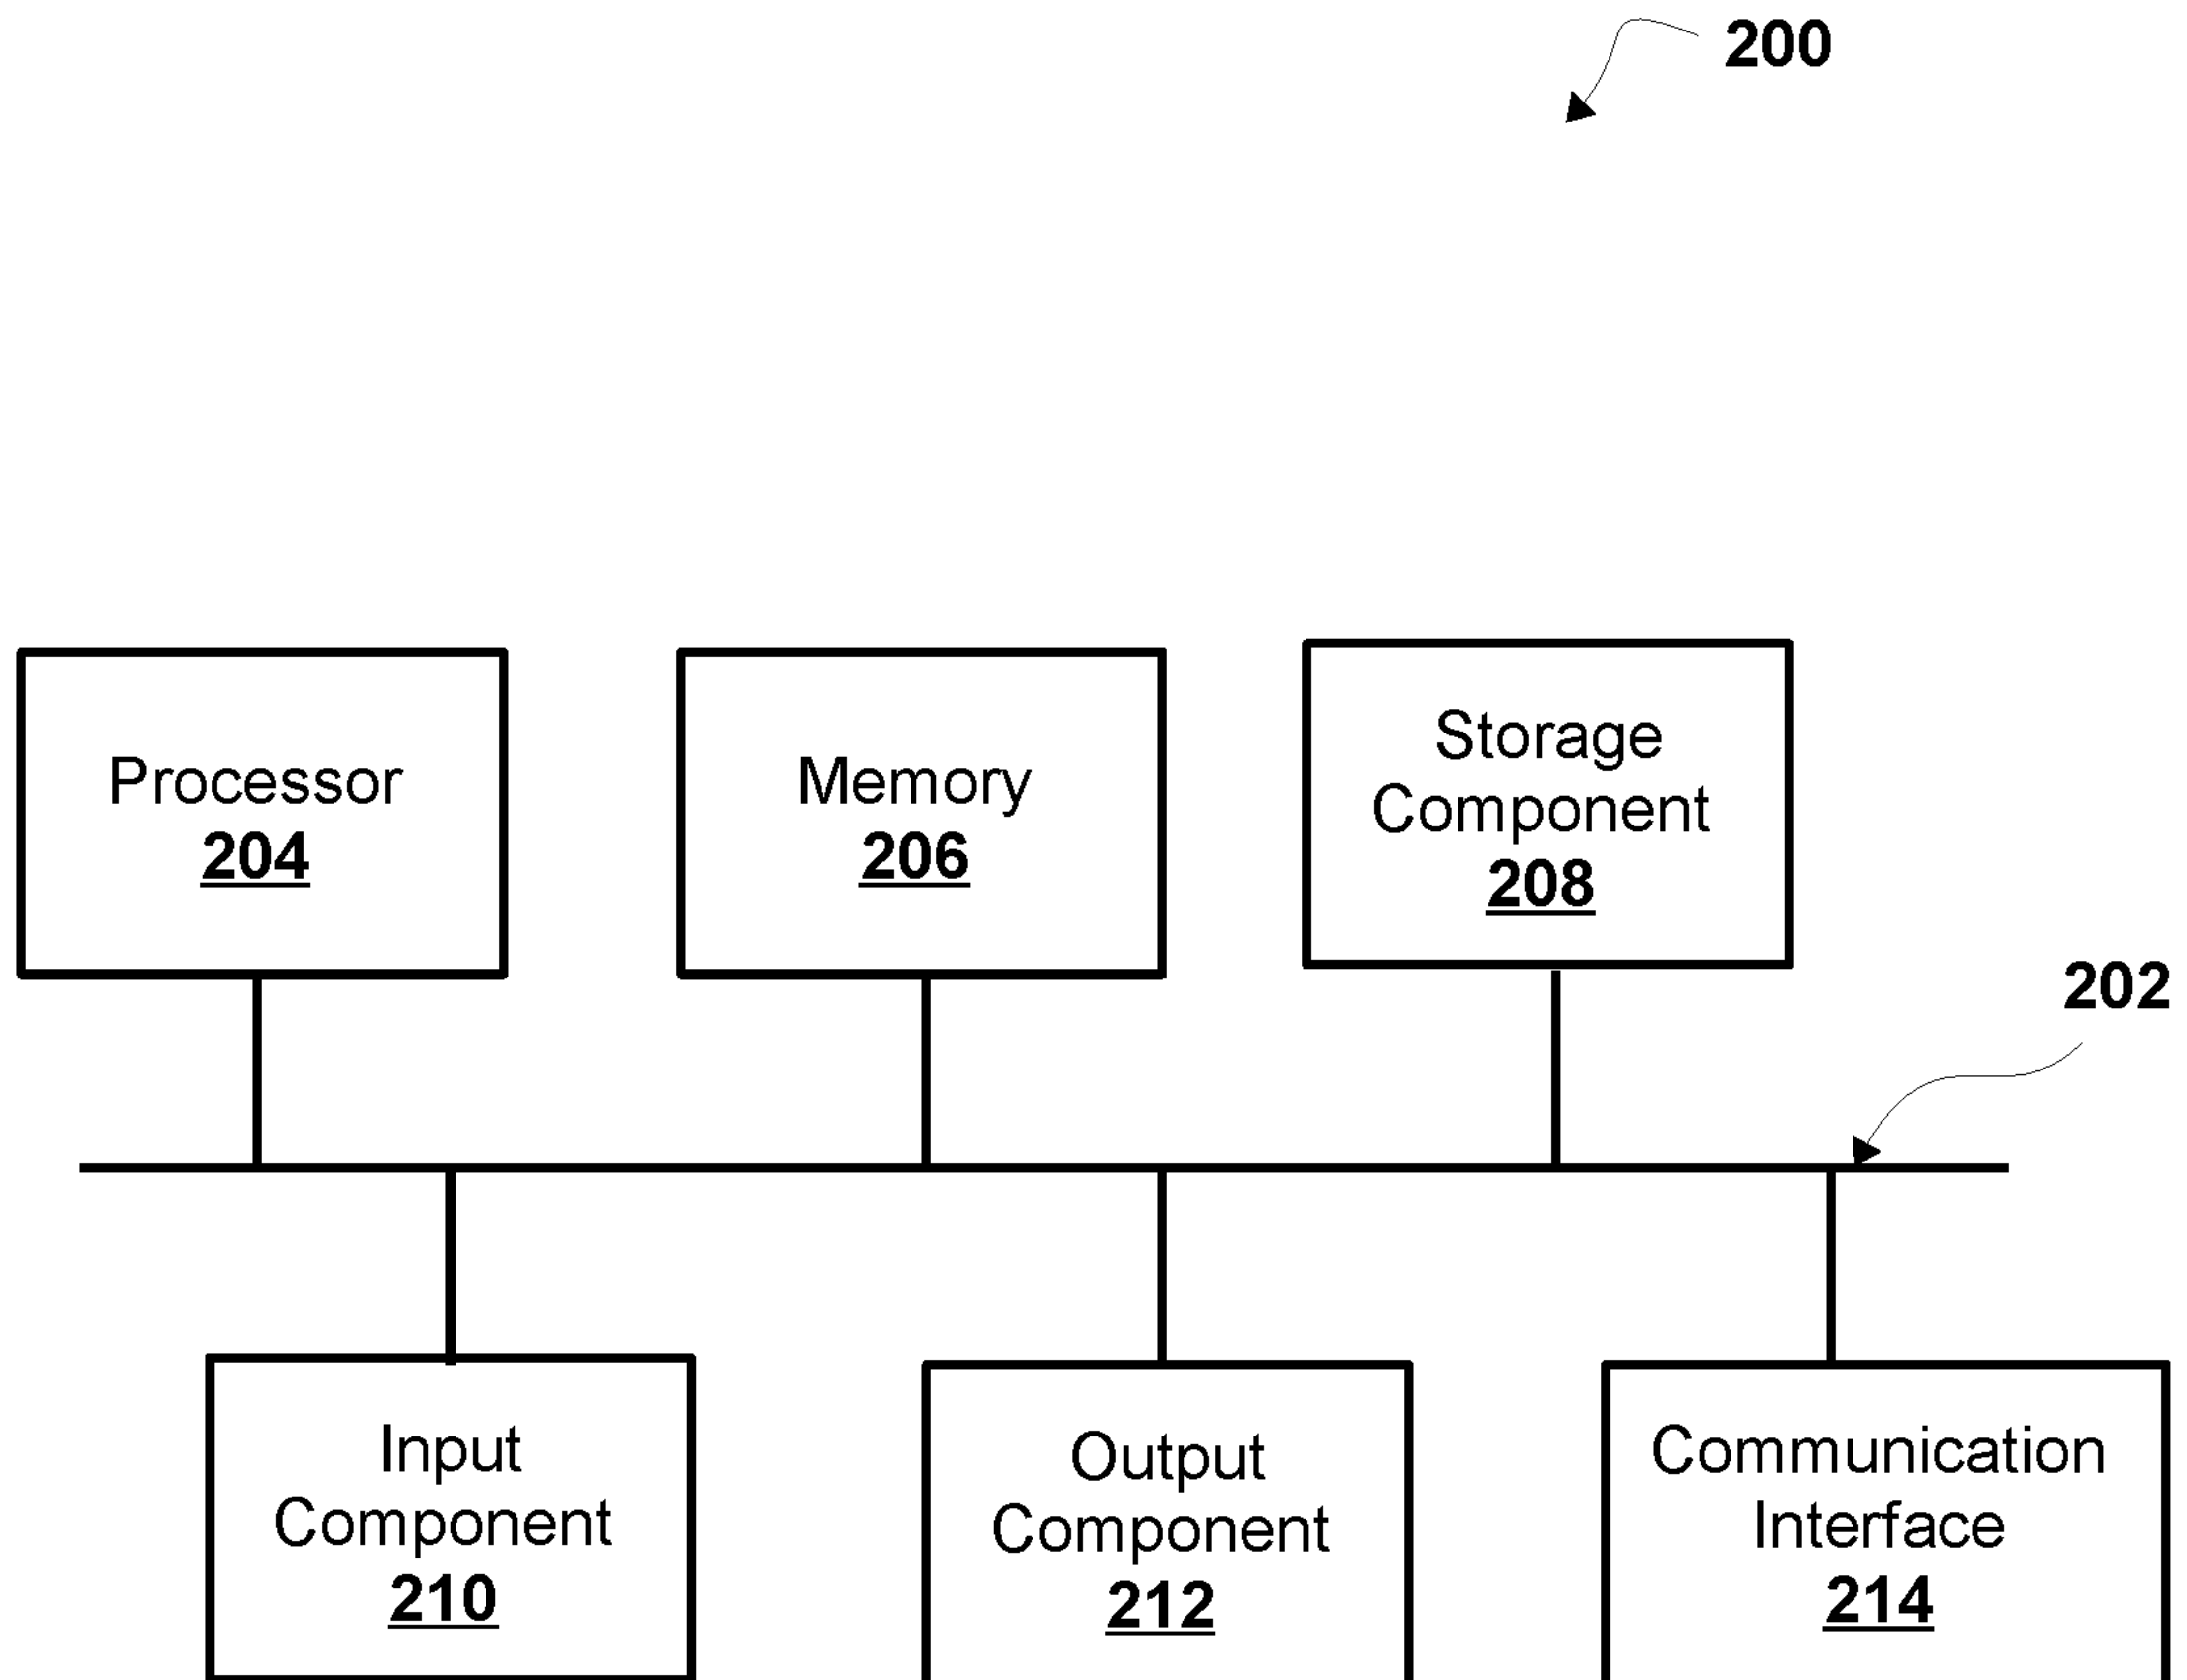 200
Processor
204
Memory
206
Storage
Component
208
202
Input
Component
210
Output
Component
212
Communication
Interface
214